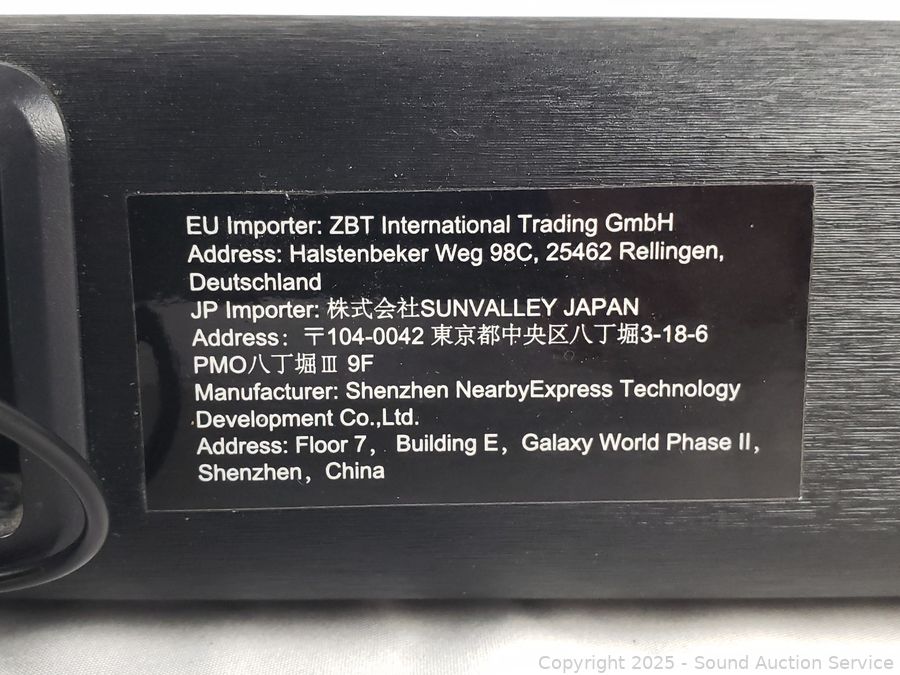 EU Importer: ZBT International Trading GmbH
Address: Halstenbeker Weg 98C, 25462 Rellingen,
Deutschland
JP Importer: 株式会社SUNVALLEY JAPAN
Address: 〒104-0042 東京都中央区八丁堀3-18-6
PMO八丁堀Ⅲ 9F
Manufacturer: Shenzhen NearbyExpress Technology
Development Co.,Ltd.
Address: Floor 7, Building E, Galaxy World Phase II,
Shenzhen, China
Copyright 2025 - Sound Auction Service